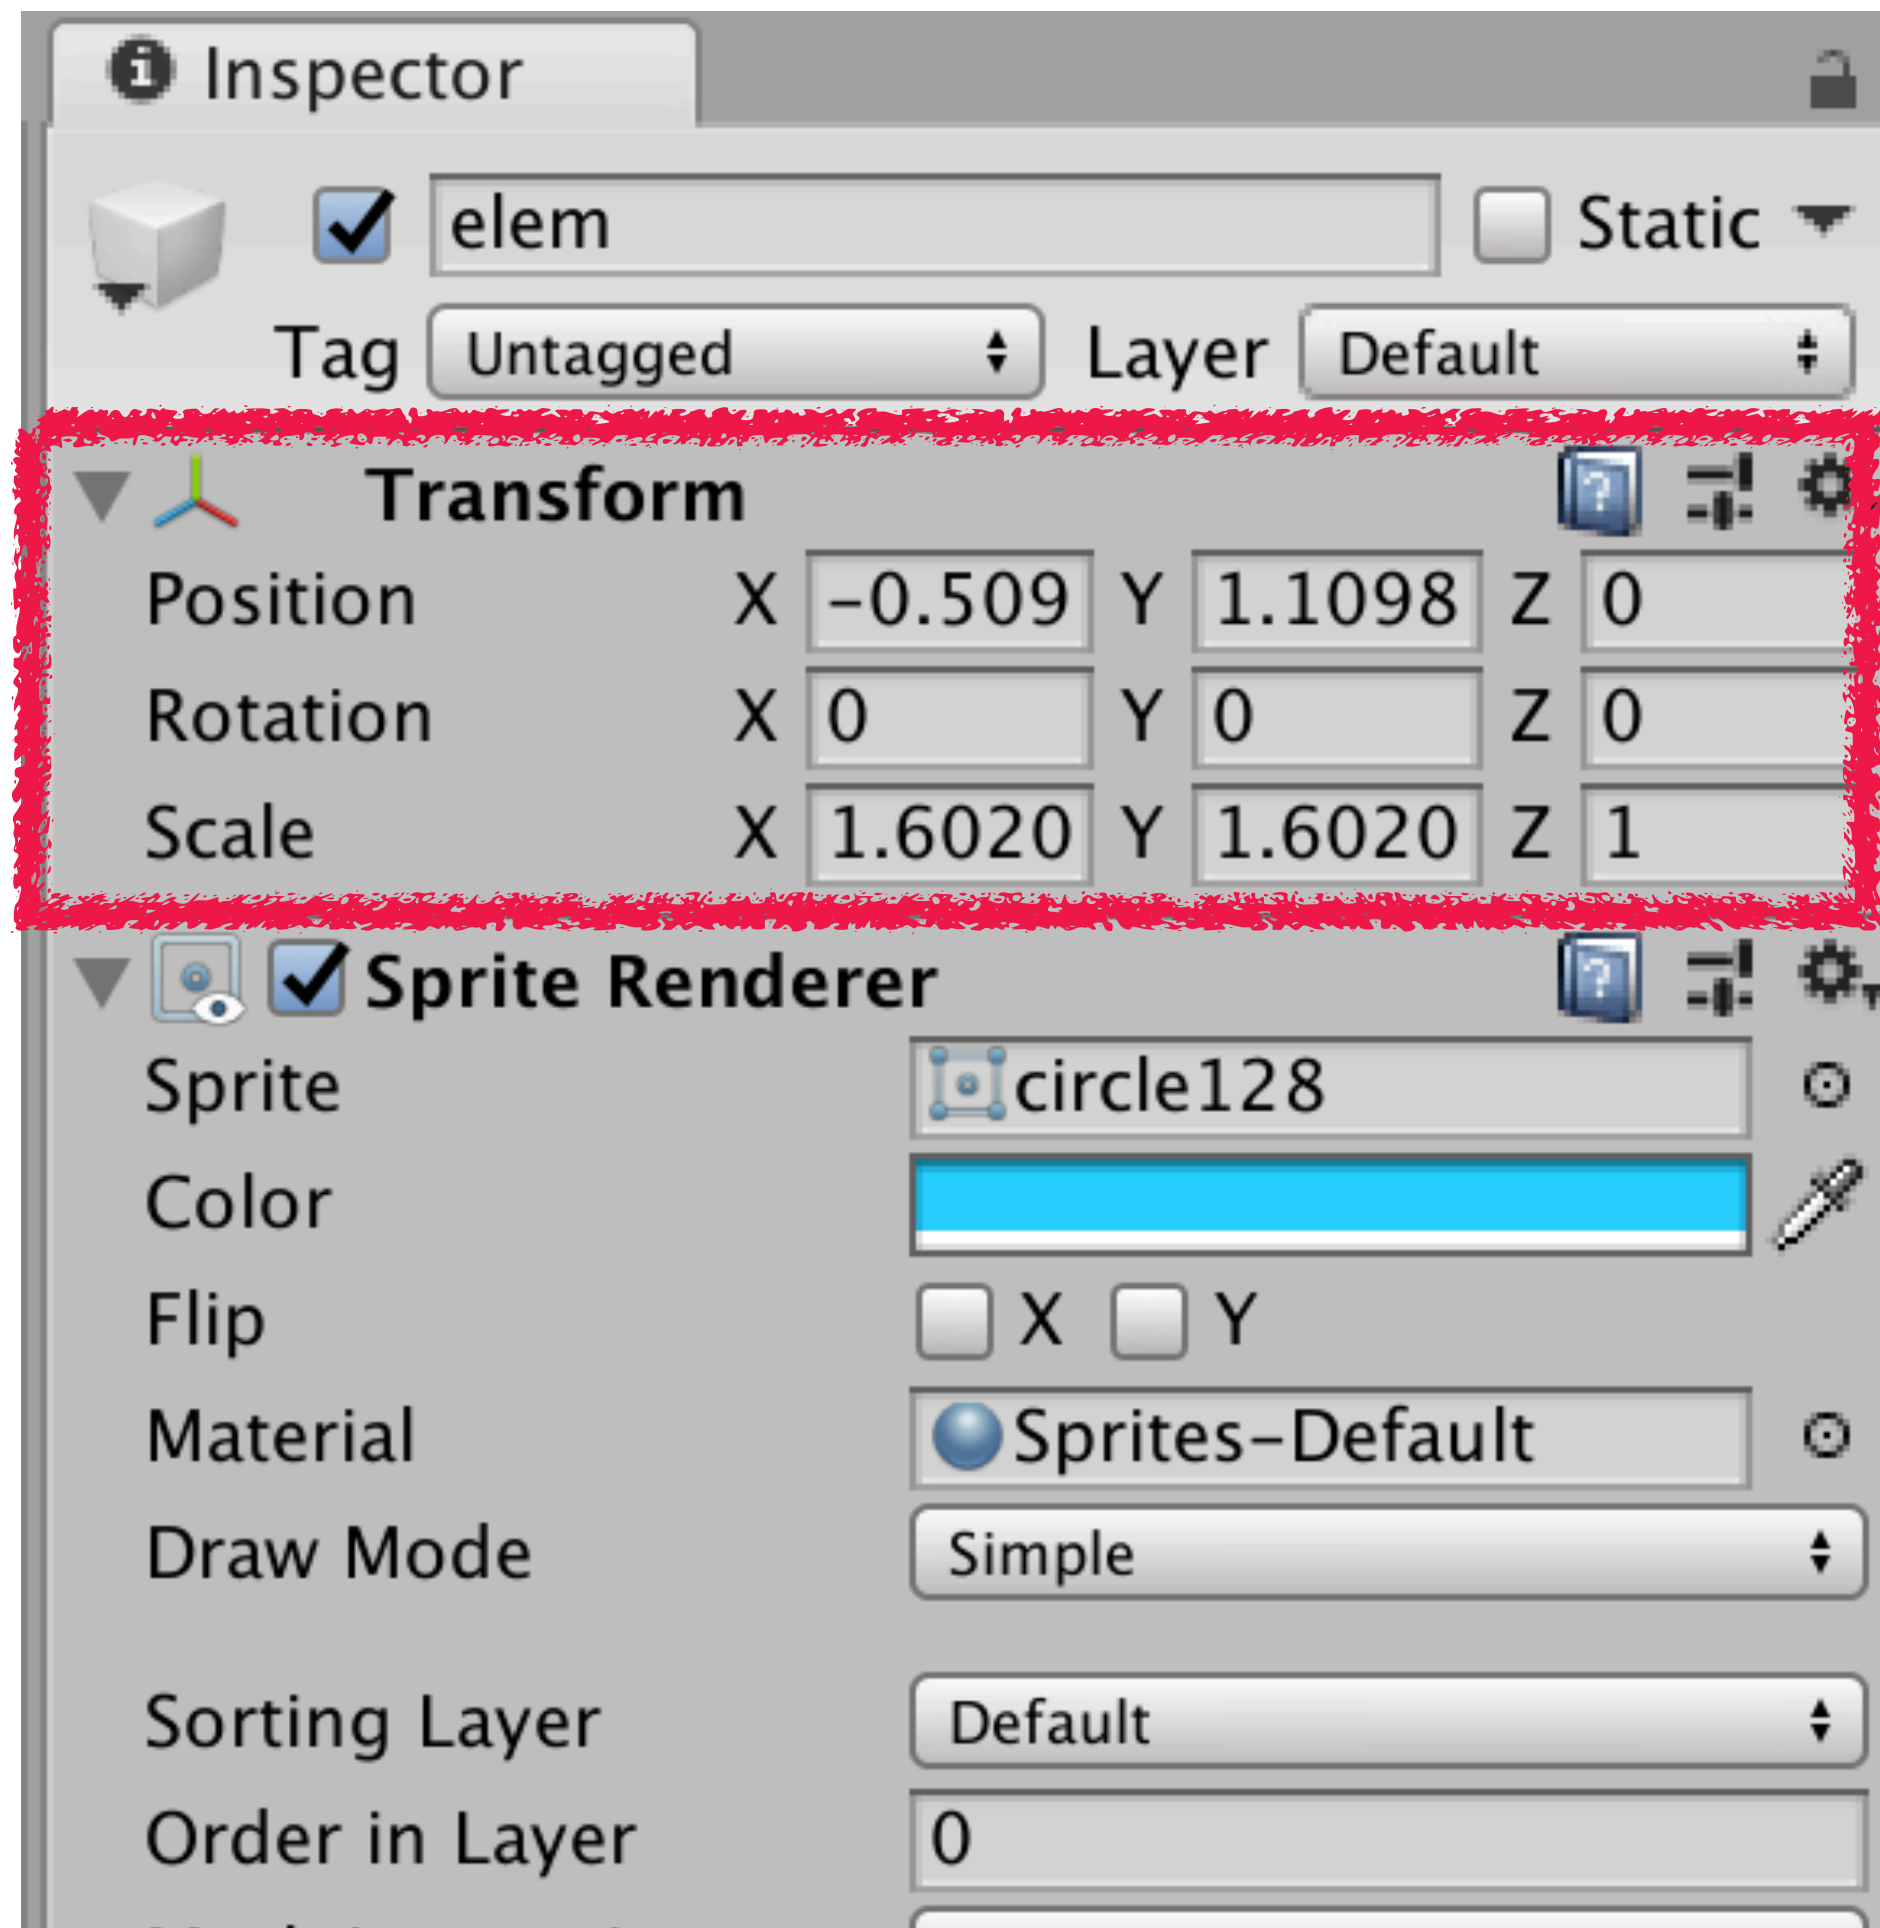 Inspector
elem Static
Tag Untagged Layer Default
Transform
Position X -0.509 Y 1.1098 Z 0
Rotation X 0 Y 0 Z 0
Scale X 1.6020 Y 1.6020 Z 1
Sprite Renderer
Sprite circle128
Color
Flip X Y
Material Sprites-Default
Draw Mode Simple
Sorting Layer Default
Order in Layer 0